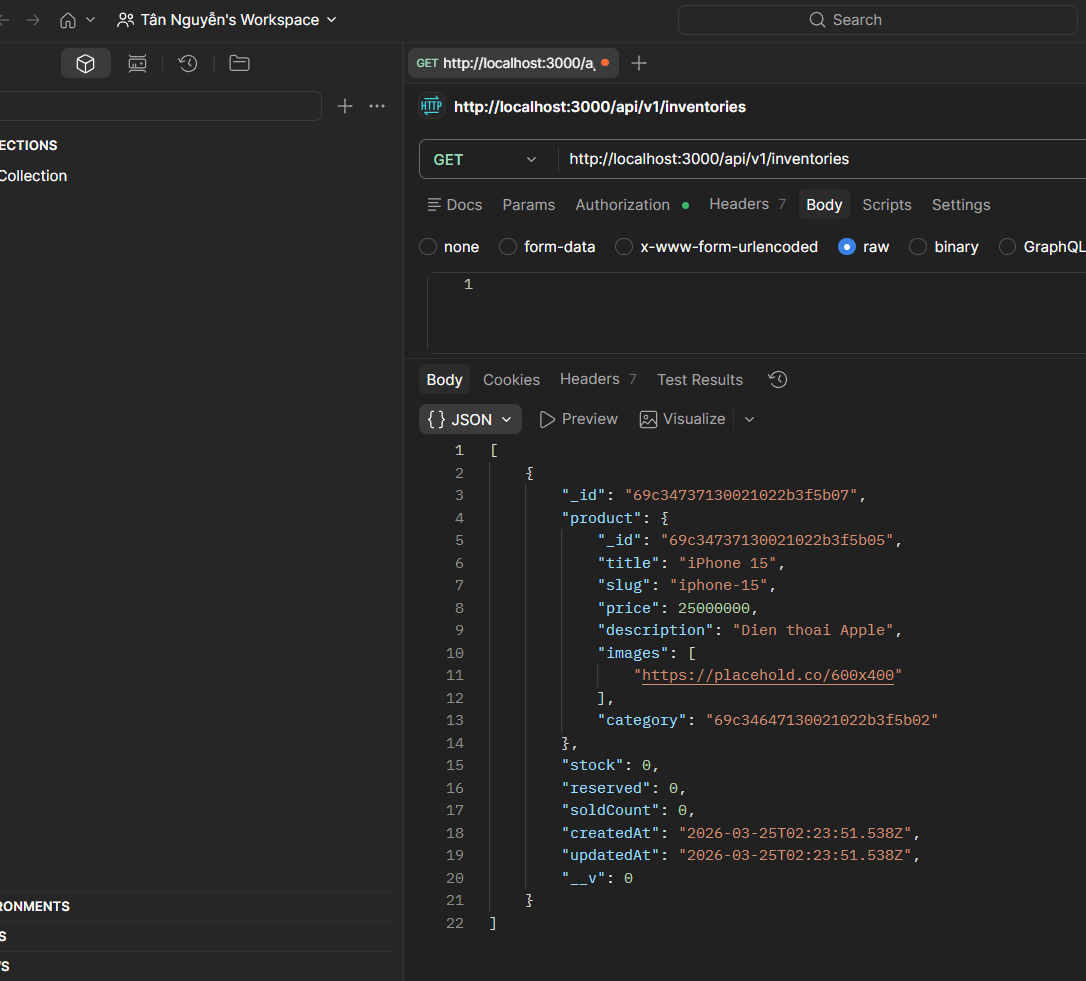 Tân Nguyễn's Workspace
Search
GET http://localhost:3000/a
HTTP http://localhost:3000/api/v1/inventories
ECTIONS
Collection
GET http://localhost:3000/api/v1/inventories
Docs Params Authorization Headers 7 Body Scripts Settings
none form-data x-www-form-urlencoded raw binary GraphQL
1
Body Cookies Headers 7 Test Results
{} JSON Preview Visualize
1 [
2 {
3 "_id": "69c34737130021022b3f5b07",
4 "product": {
5 "_id": "69c34737130021022b3f5b05",
6 "title": "iPhone 15",
7 "slug": "iphone-15",
8 "price": 25000000,
9 "description": "Dien thoai Apple",
10 "images": [
11 "https://placehold.co/600x400"
12 ],
13 "category": "69c34647130021022b3f5b02"
14 },
15 "stock": 0,
16 "reserved": 0,
17 "soldCount": 0,
18 "createdAt": "2026-03-25T02:23:51.538Z",
19 "updatedAt": "2026-03-25T02:23:51.538Z",
20 "__v": 0
21 }
22 ]
RONMENTS
S
/S